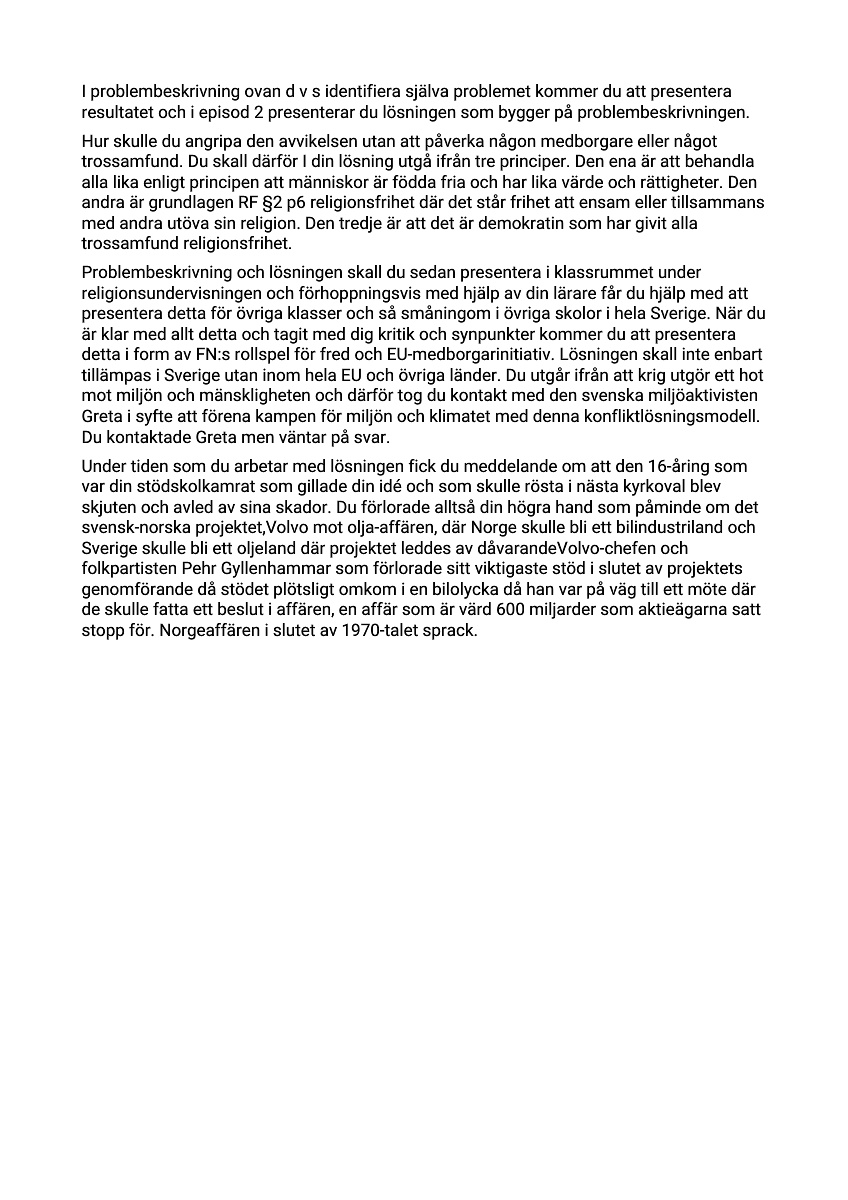 I problembeskrivning ovan d v s identifiera själva problemet kommer du att presentera
resultatet och i episod 2 presenterar du lösningen som bygger på problembeskrivningen.
Hur skulle du angripa den avvikelsen utan att påverka någon medborgare eller något
trossamfund. Du skall därför I din lösning utgå ifrån tre principer. Den ena är att behandla
alla lika enligt principen att människor är födda fria och har lika värde och rättigheter. Den
andra är grundlagen RF §2 p6 religionsfrihet där det står frihet att ensam eller tillsammans
med andra utöva sin religion. Den tredje är att det är demokratin som har givit alla
trossamfund religionsfrihet.
Problembeskrivning och lösningen skall du sedan presentera i klassrummet under
religionsundervisningen och förhoppningsvis med hjälp av din lärare får du hjälp med att
presentera detta för övriga klasser och så småningom i övriga skolor i hela Sverige. När du
är klar med allt detta och tagit med dig kritik och synpunkter kommer du att presentera
detta i form av FN:s rollspel för fred och EU-medborgarinitiativ. Lösningen skall inte enbart
tillämpas i Sverige utan inom hela EU och övriga länder. Du utgår ifrån att krig utgör ett hot
mot miljön och mänskligheten och därför tog du kontakt med den svenska miljöaktivisten
Greta i syfte att förena kampen för miljön och klimatet med denna konfliktlösningsmodell.
Du kontaktade Greta men väntar på svar.
Under tiden som du arbetar med lösningen fick du meddelande om att den 16-åring som
var din stödskolkamrat som gillade din idé och som skulle rösta i nästa kyrkoval blev
skjuten och avled av sina skador. Du förlorade alltså din högra hand som påminde om det
svensk-norska projektet,Volvo mot olja-affären, där Norge skulle bli ett bilindustriland och
Sverige skulle bli ett oljeland där projektet leddes av dåvarandeVolvo-chefen och
folkpartisten Pehr Gyllenhammar som förlorade sitt viktigaste stöd i slutet av projektets
genomförande då stödet plötsligt omkom i en bilolycka då han var på väg till ett möte där
de skulle fatta ett beslut i affären, en affär som är värd 600 miljarder som aktieägarna satt
stopp för. Norgeaffären i slutet av 1970-talet sprack.